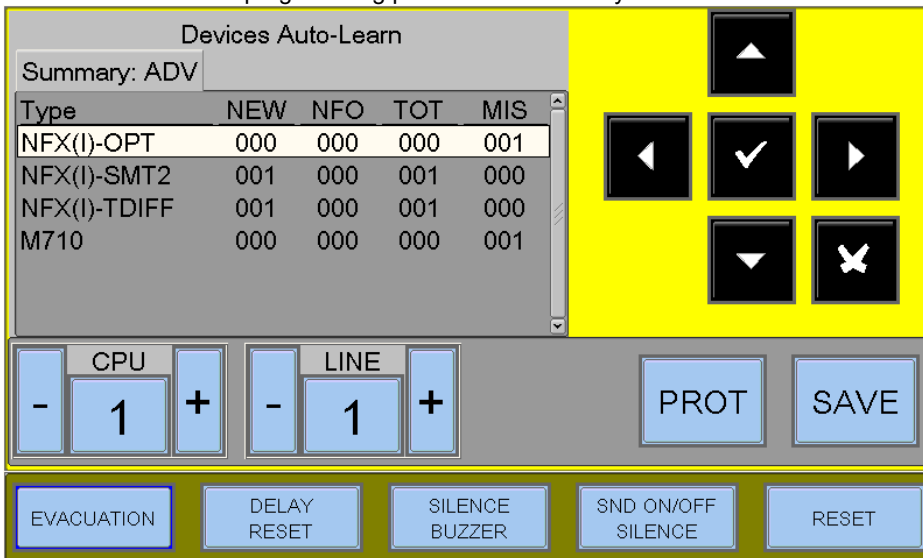 Devices Auto-Learn
Summary: ADV
Type NEW NFO TOT MIS
NFX(I)-OPT 000 000 000 001
NFX(I)-SMT2 001 000 001 000
NFX(I)-TDIFF 001 000 001 000
M710 000 000 000 001
CPU
- 1 +
LINE
- 1 +
PROT
SAVE
EVACUATION
DELAY
RESET
SILENCE
BUZZER
SND ON/OFF
SILENCE
RESET